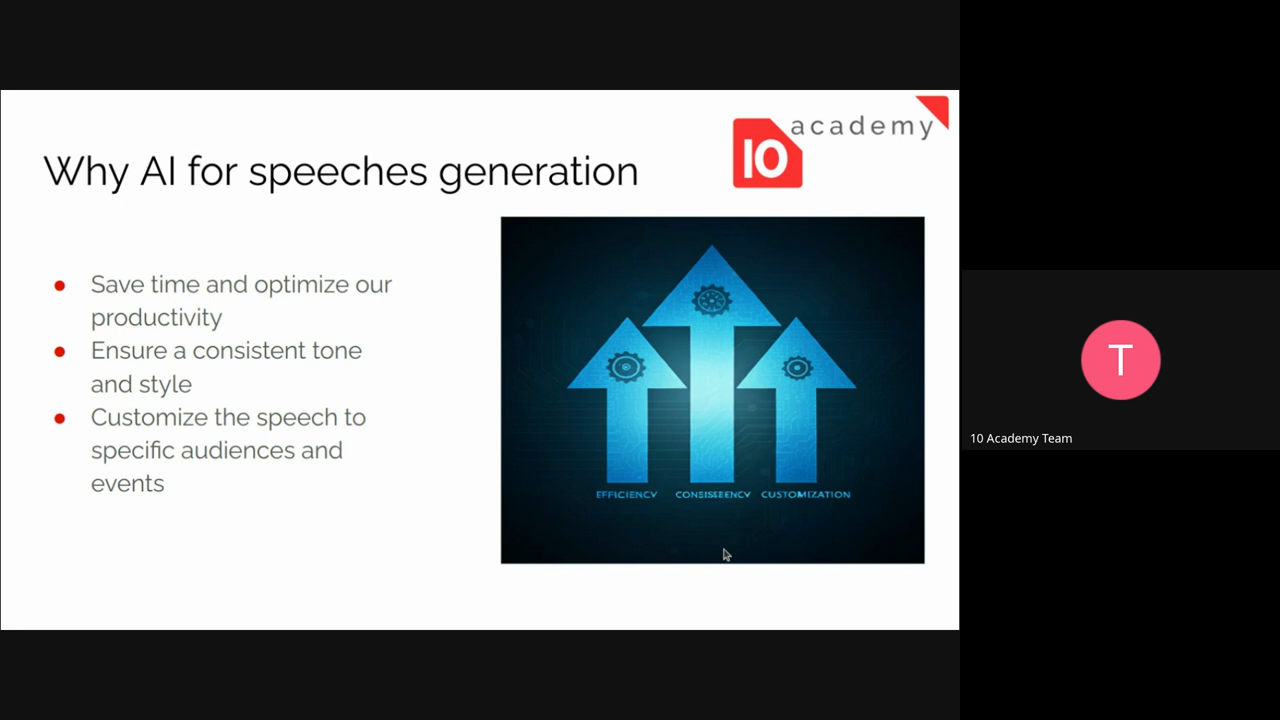 academy
10
Why AI for speeches generation
● Save time and optimize our
productivity
● Ensure a consistent tone
and style
● Customize the speech to
specific audiences and
events
EFFICIENCY CUSTOMIZATION
T
10 Academy Team